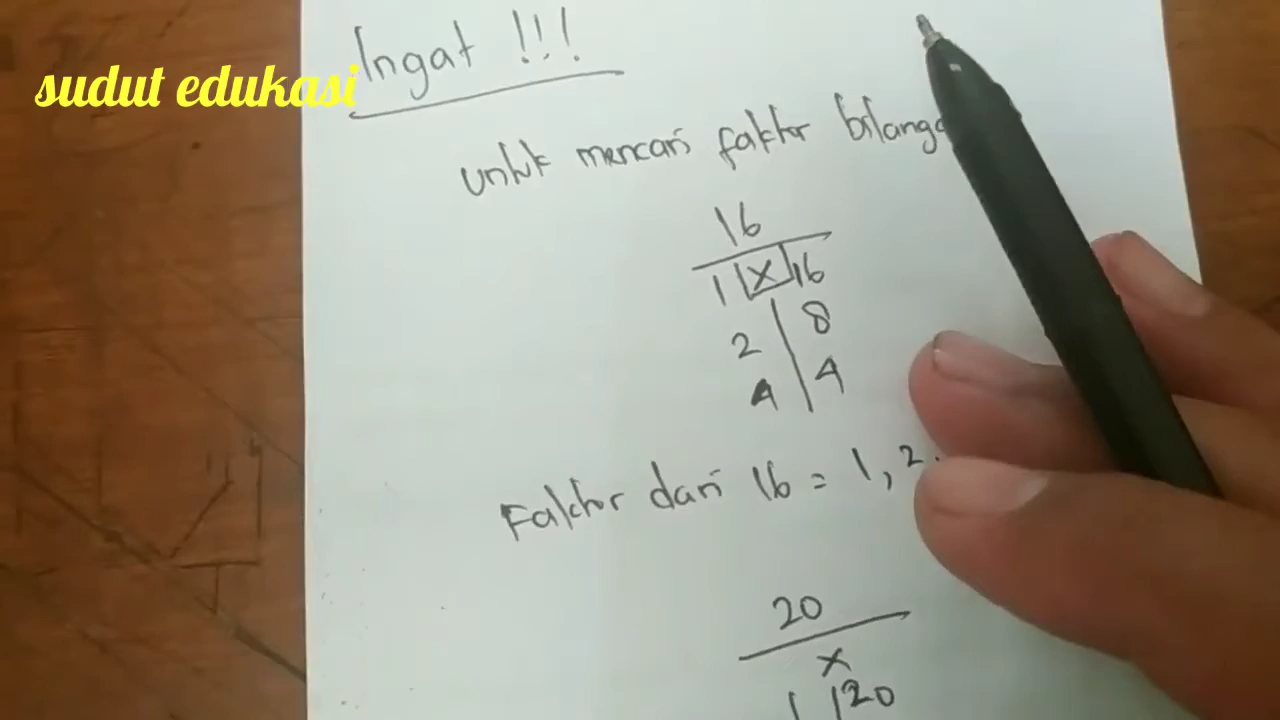 Ingat !!!
sudut edukasi
untuk mencari faktor bilanga
16
1 x 16
2 8
4 4
Faktor dari 16 = 1, 2.
20
x
1 20